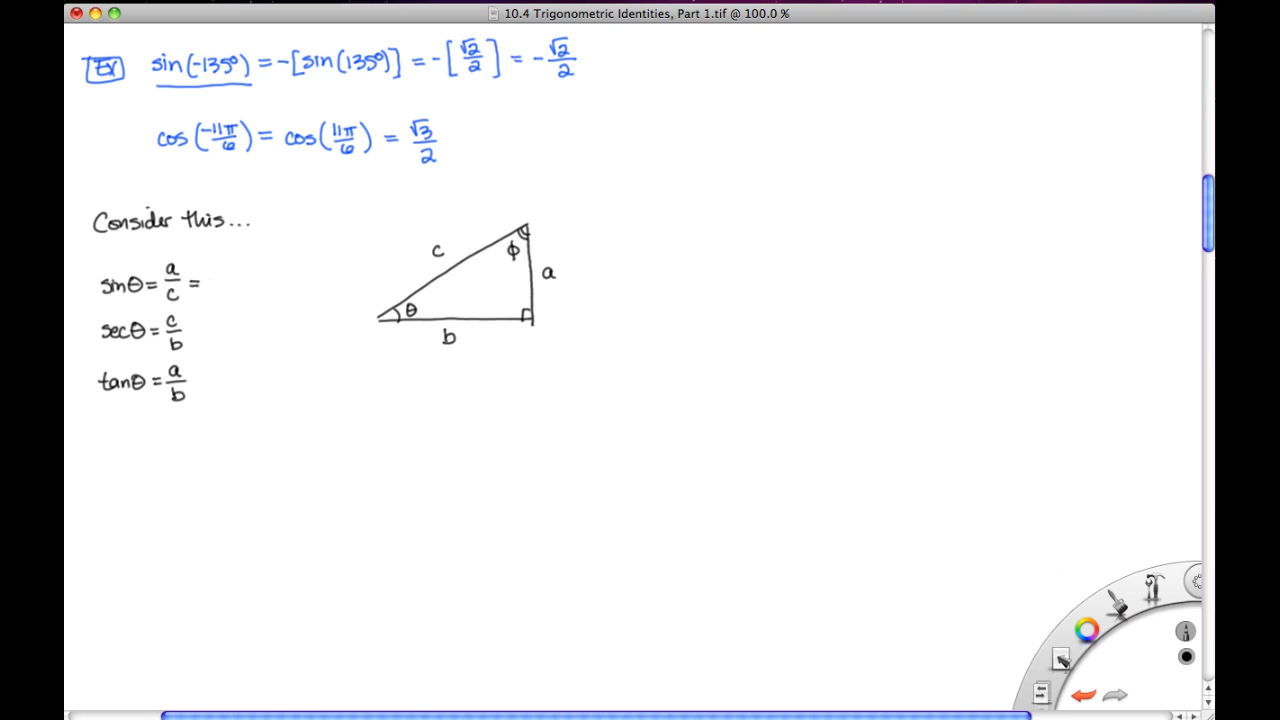 10.4 Trigonometric Identities, Part 1.tif @ 100.0 %
Ex sin(-135°) = -[sin(135°)] = -[√2/2] = -√2/2
cos(-11π/6) = cos(11π/6) = √3/2
Consider this...
sinθ = a/c =
secθ = c/b
tanθ = a/b
c
ϕ
a
θ
b